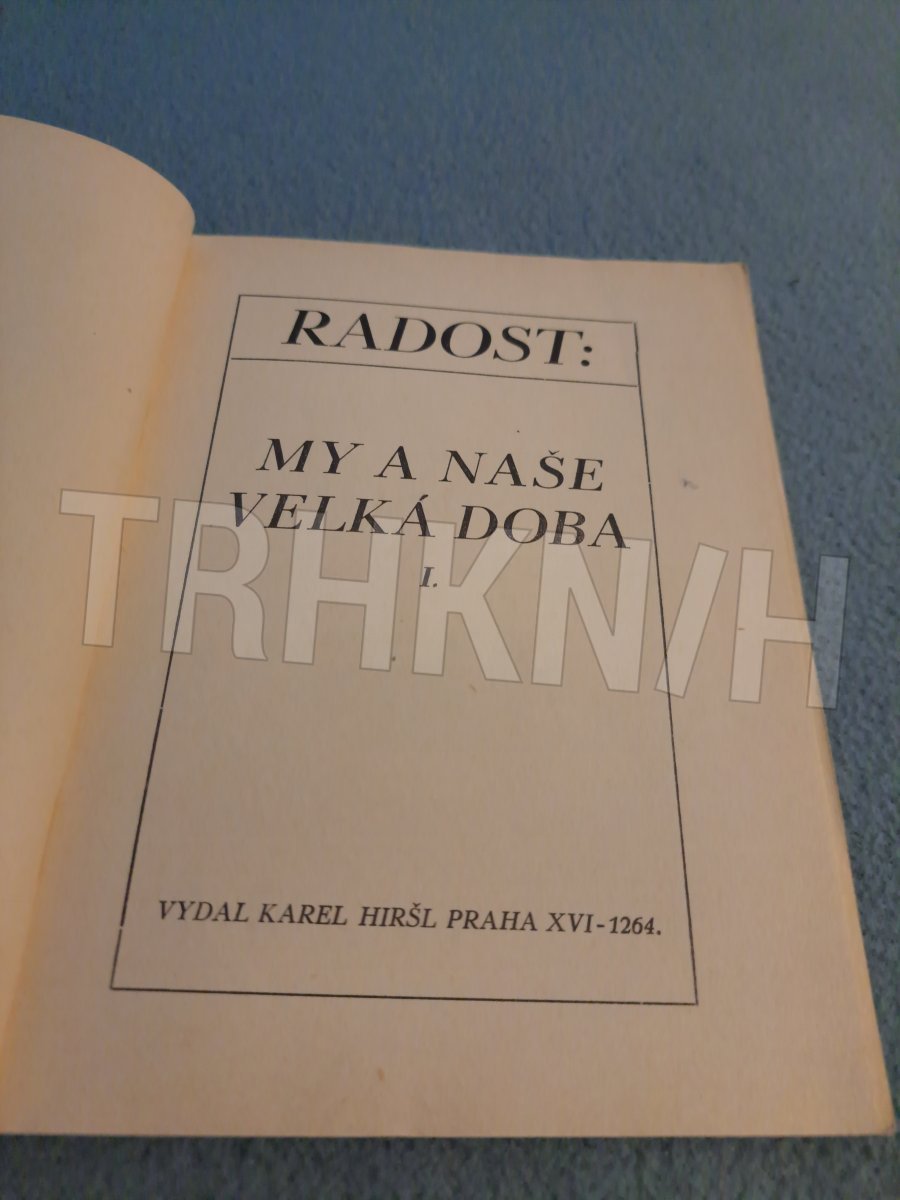 RADOST:
MY A NAŠE
VELKÁ DOBA
I.
TRHKNIH
VYDAL KAREL HIRŠL PRAHA XVI-1264.